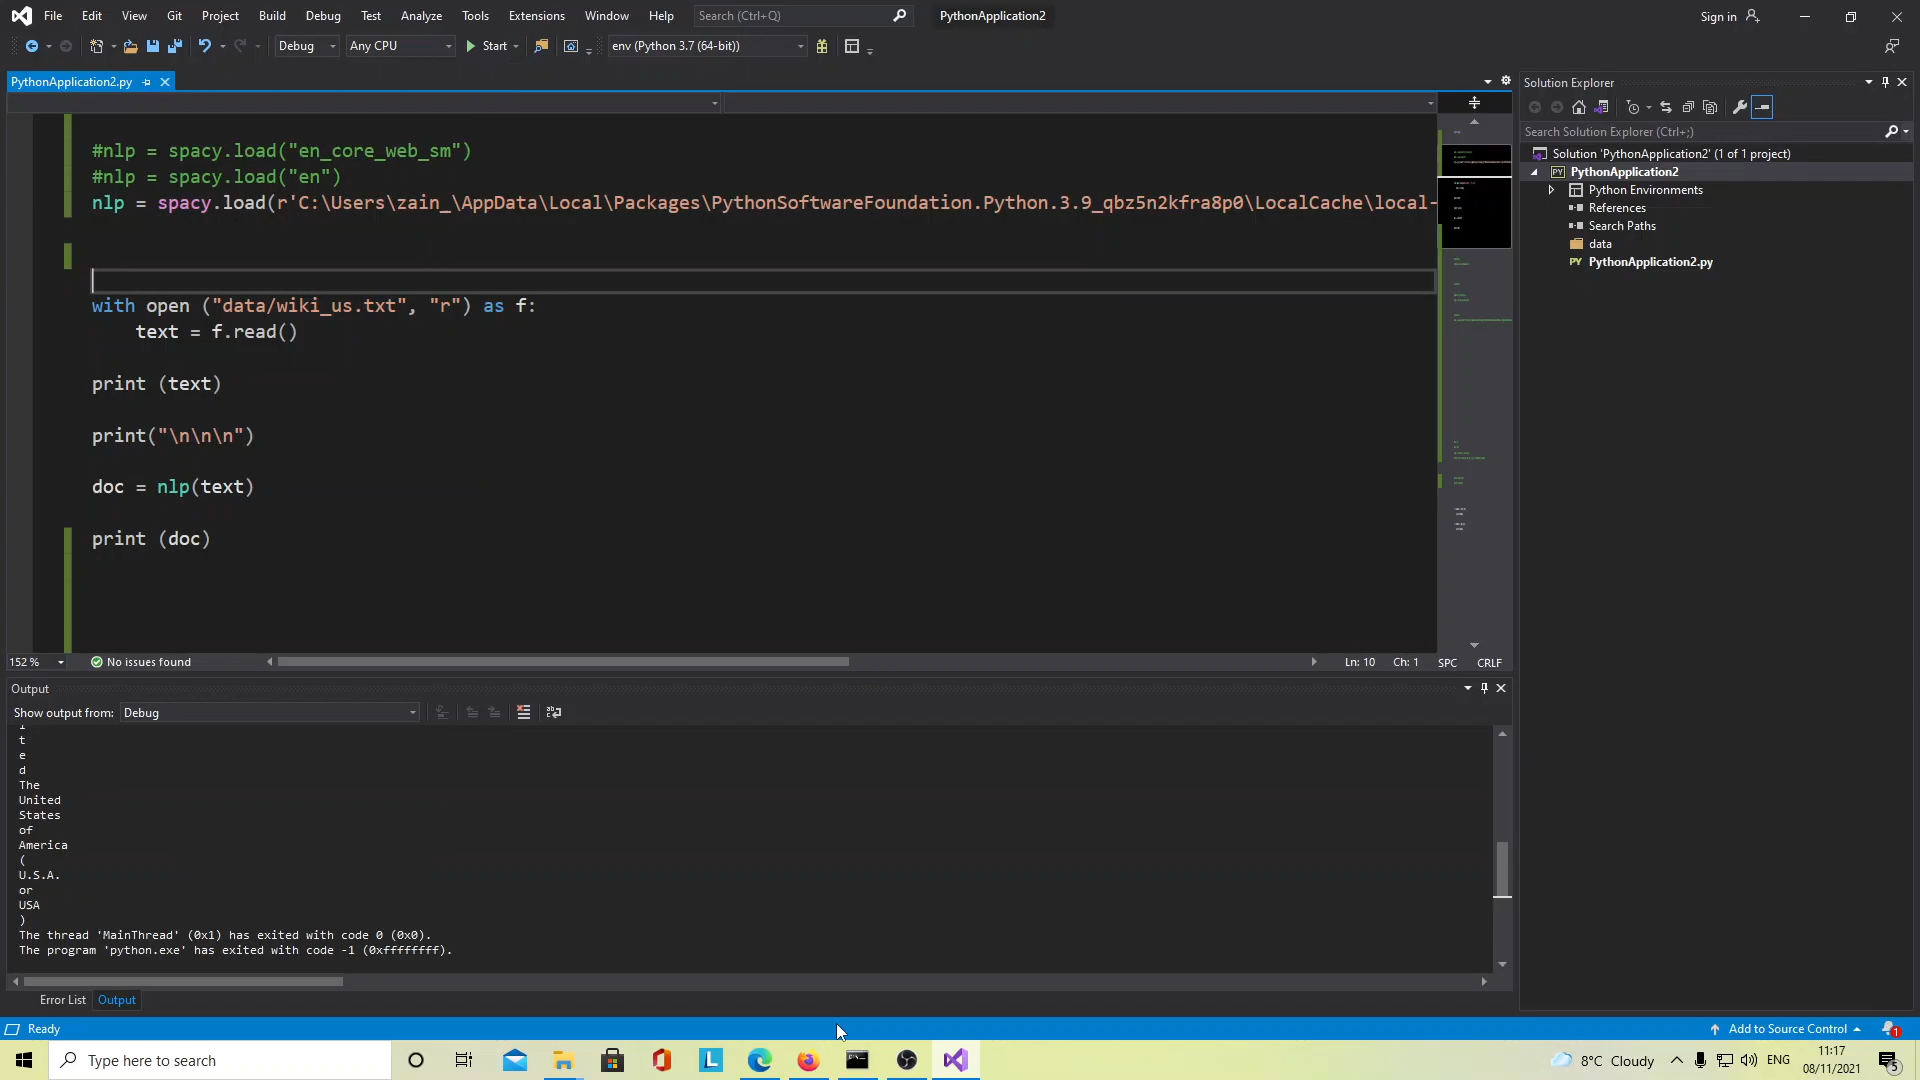 File Edit View Git Project Build Debug Test Analyze Tools Extensions Window Help Search (Ctrl+Q) PythonApplication2 Sign in
Debug Any CPU Start env (Python 3.7 (64-bit))
PythonApplication2.py
#nlp = spacy.load("en_core_web_sm")
#nlp = spacy.load("en")
nlp = spacy.load(r'C:\Users\zain_\AppData\Local\Packages\PythonSoftwareFoundation.Python.3.9_qbz5n2kfra8p0\LocalCache\local-
with open ("data/wiki_us.txt", "r") as f:
text = f.read()
print (text)
print("\n\n\n")
doc = nlp(text)
print (doc)
152 % No issues found Ln: 10 Ch: 1 SPC CRLF
Output
Show output from: Debug
t
e
d
The
United
States
of
America
(
U.S.A.
or
USA
)
The thread 'MainThread' (0x1) has exited with code 0 (0x0).
The program 'python.exe' has exited with code -1 (0xffffffff).
Error List Output
Solution Explorer
Search Solution Explorer (Ctrl+;)
Solution 'PythonApplication2' (1 of 1 project)
PY PythonApplication2
Python Environments
References
Search Paths
data
PY PythonApplication2.py
Ready Add to Source Control 1
Type here to search L 8°C Cloudy ENG 11:17
08/11/2021 5